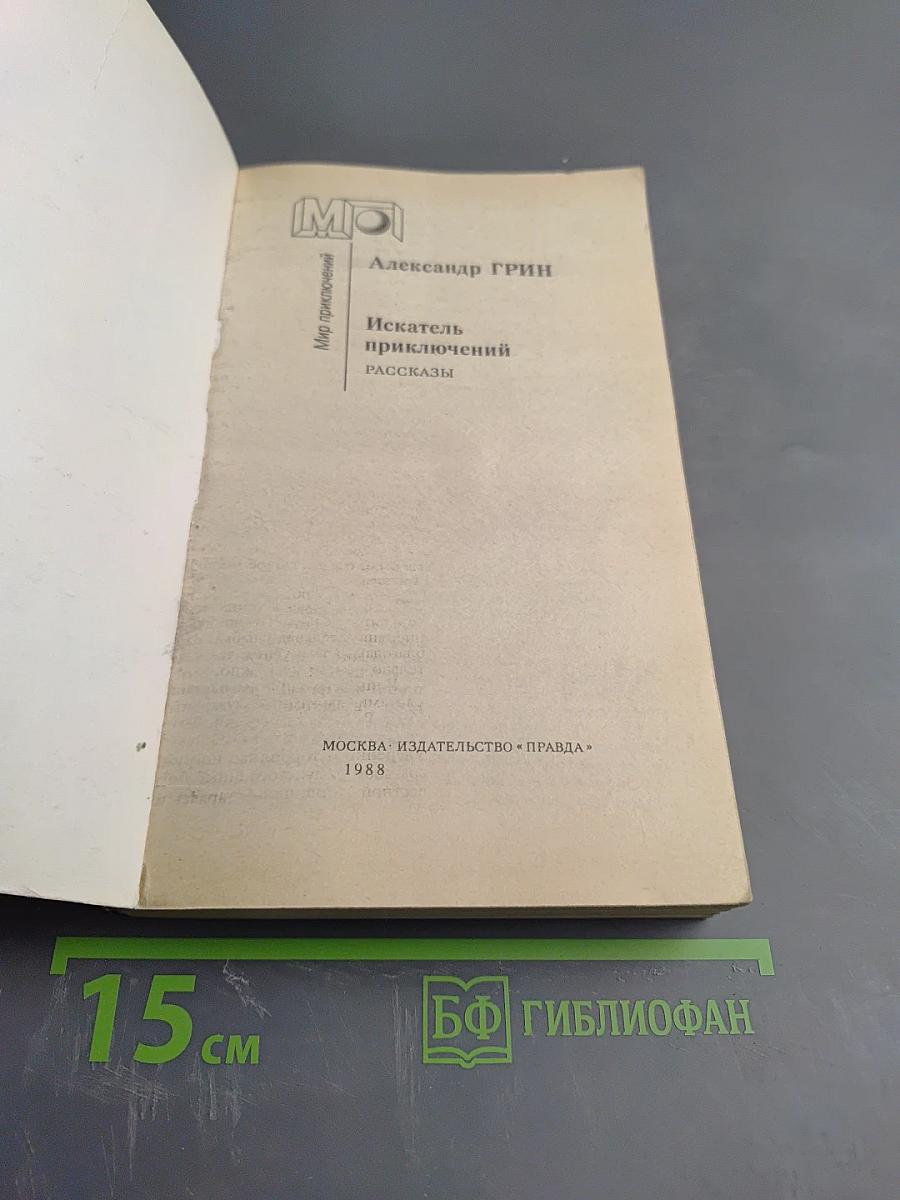 МП
Мир приключений
Александр ГРИН
Искатель
приключений
РАССКАЗЫ
МОСКВА· ИЗДАТЕЛЬСТВО «ПРАВДА»
1988
15 см
БФ ГИБЛИОФАН